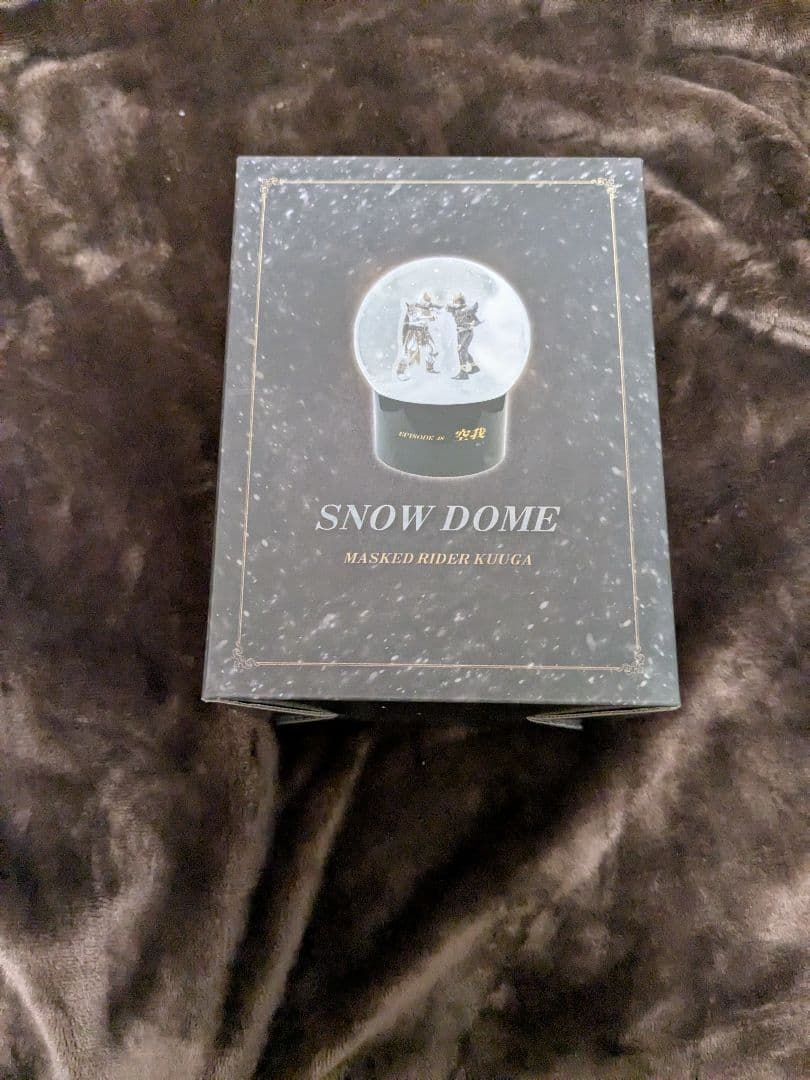 EPISODE 48 空我
SNOW DOME
MASKED RIDER KUUGA